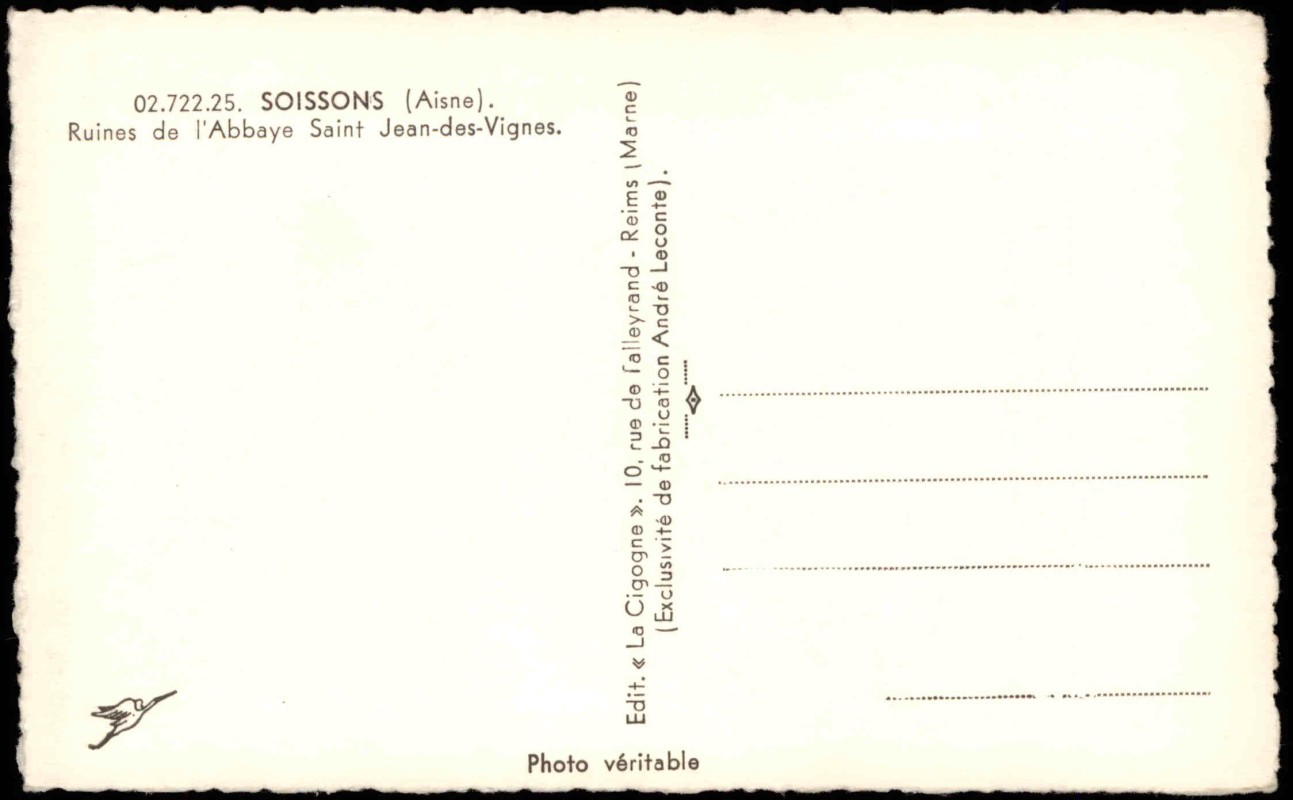 02.722.25. SOISSONS (Aisne).
Ruines de l'Abbaye Saint Jean-des-Vignes.
Edit. « La Cigogne ». 10, rue de Talleyrand - Reims (Marne)
(Exclusivité de fabrication André Leconte).
Photo véritable